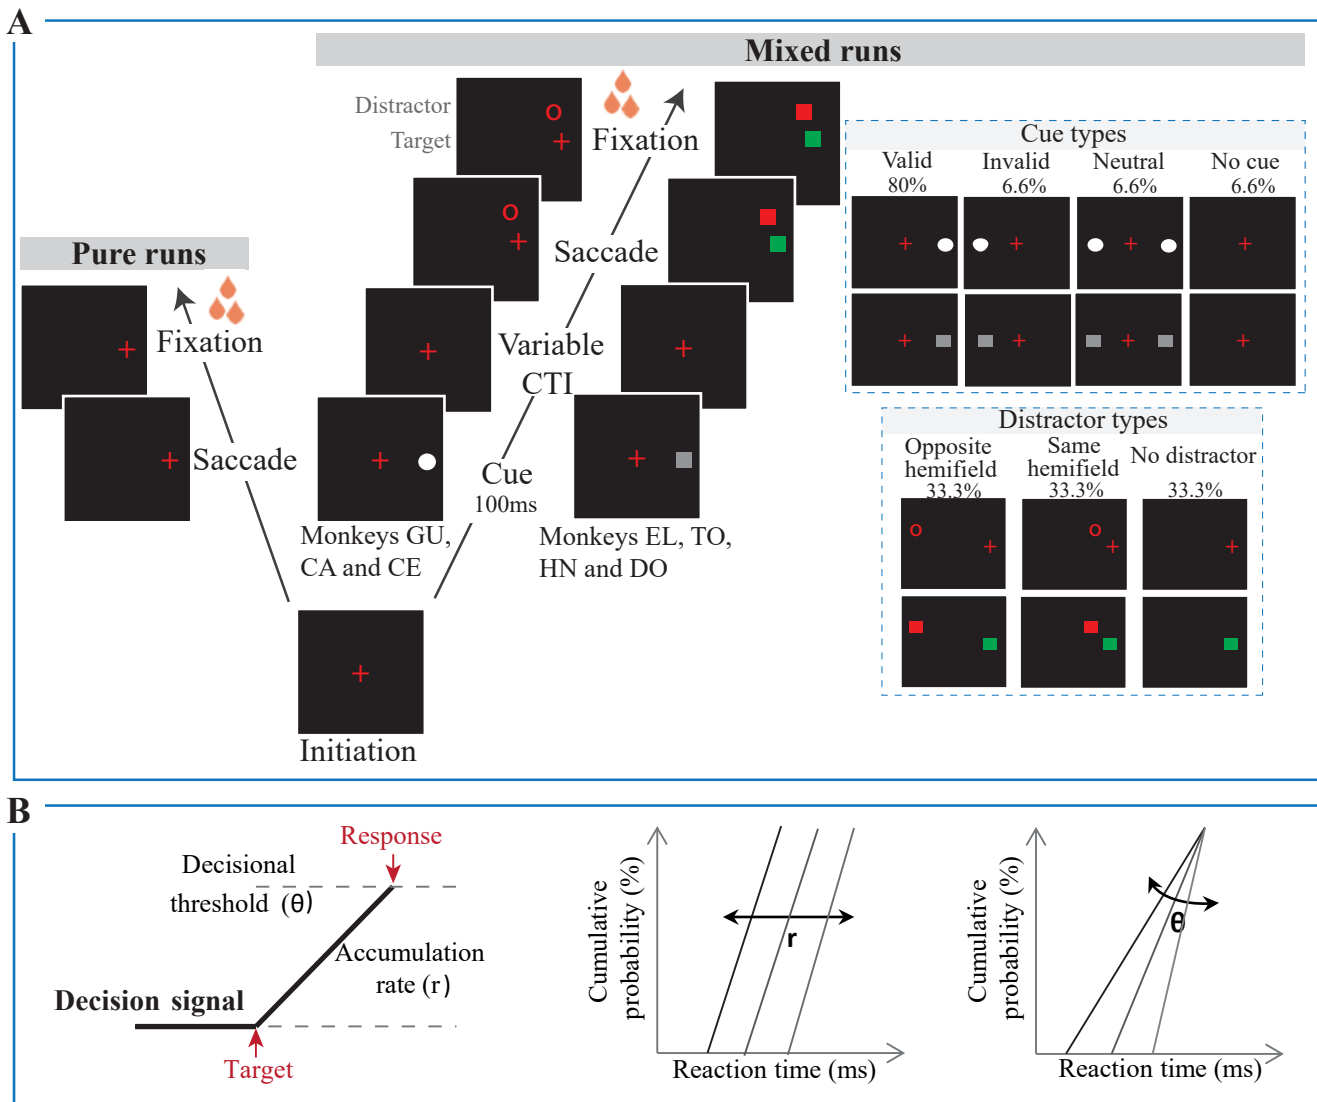 A
Mixed runs
Distractor
Target
Fixation
Saccade
Variable
CTI
Cue
100ms
Pure runs
Fixation
Saccade
Monkeys GU,
CA and CE
Monkeys EL, TO,
HN and DO
Initiation
Cue types
Valid
80%
Invalid
6.6%
Neutral
6.6%
No cue
6.6%
Distractor types
Opposite
hemifield
33.3%
Same
hemifield
33.3%
No distractor
33.3%
B
Response
Decisional
threshold (θ)
Accumulation
rate (r)
Decision signal
Target
Cumulative
probability (%)
r
Reaction time (ms)
Cumulative
probability (%)
θ
Reaction time (ms)